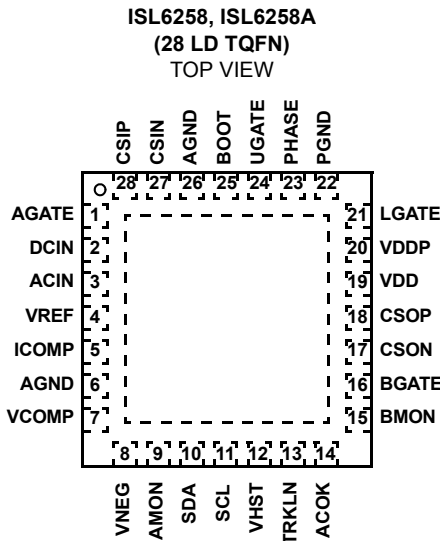 ISL6258, ISL6258A
(28 LD TQFN)
TOP VIEW
CSIP CSIN AGND BOOT UGATE PHASE PGND
28 27 26 25 24 23 22
AGATE 1 21 LGATE
DCIN 2 20 VDDP
ACIN 3 19 VDD
VREF 4 18 CSOP
ICOMP 5 17 CSON
AGND 6 16 BGATE
VCOMP 7 15 BMON
8 9 10 11 12 13 14
VNEG AMON SDA SCL VHST TRKLN ACOK